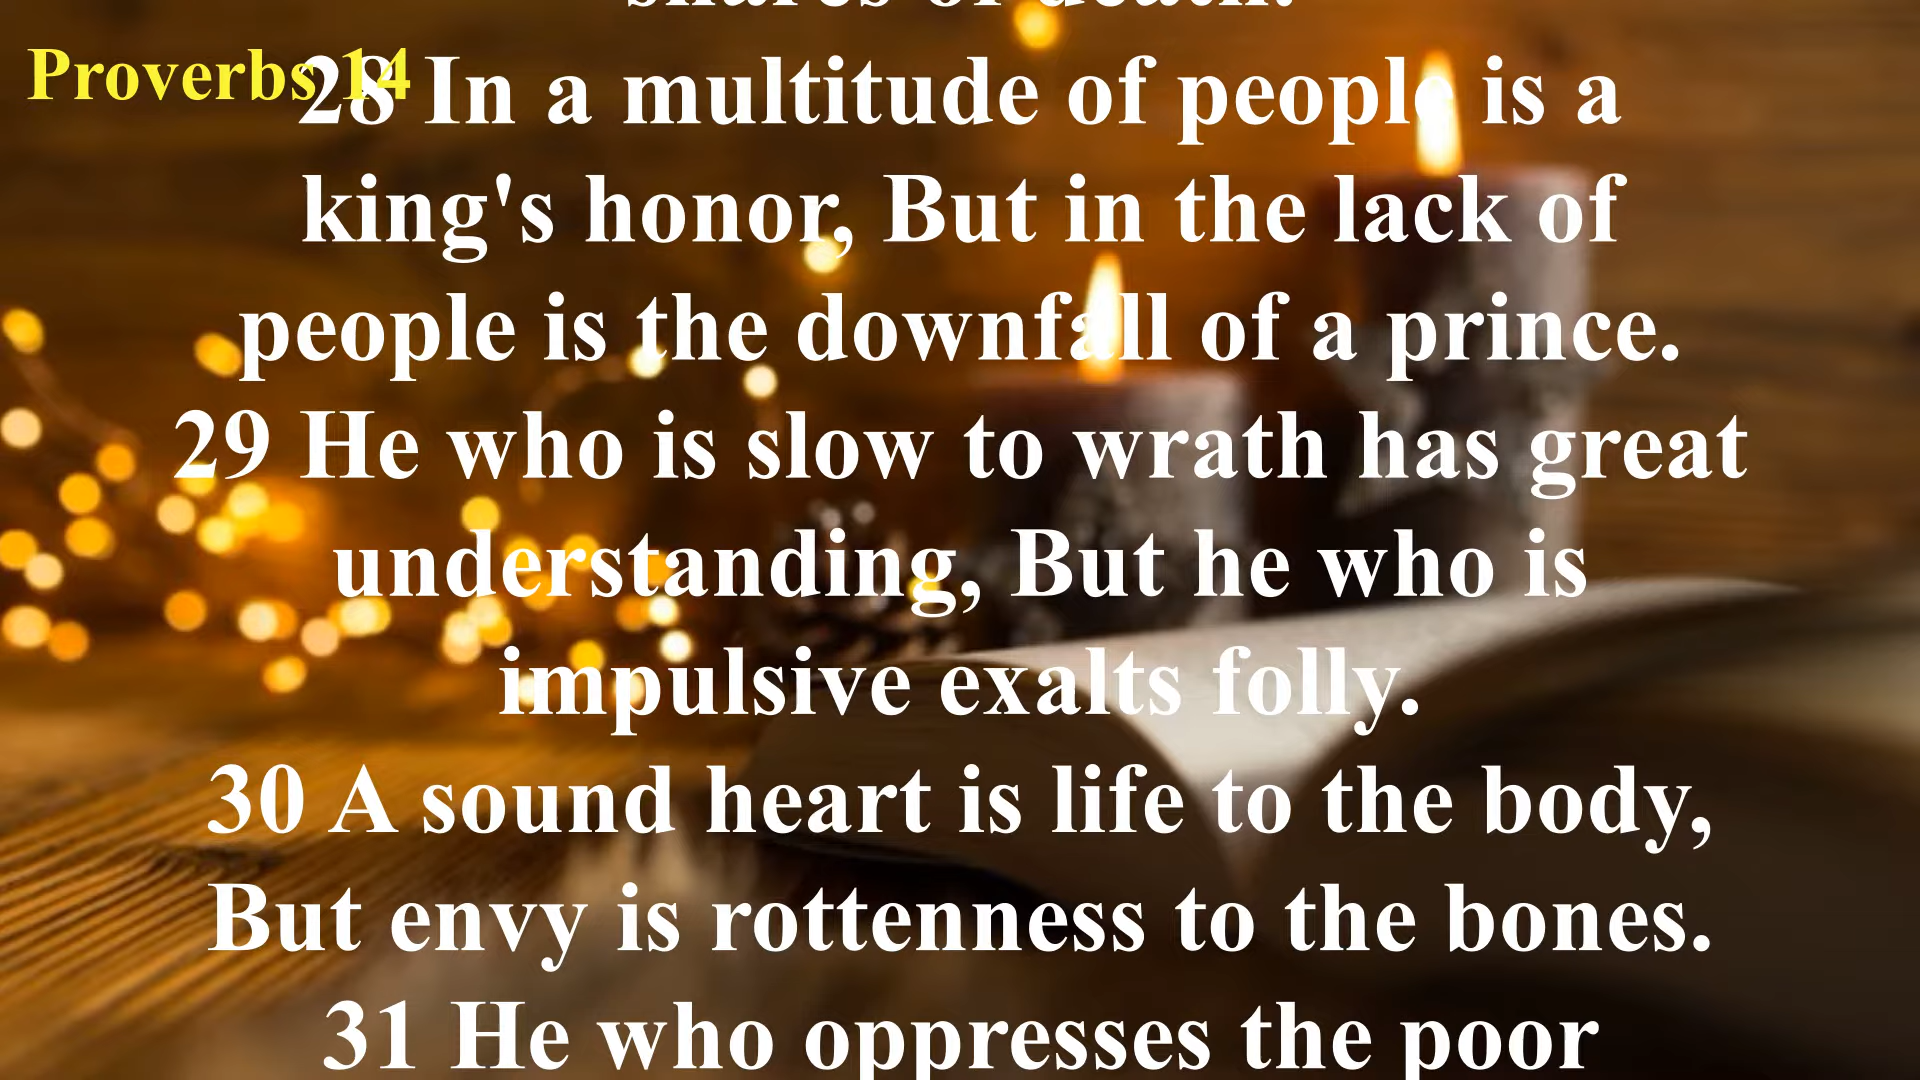 snares of death.
Proverbs 14
28 In a multitude of people is a
king's honor, But in the lack of
people is the downfall of a prince.
29 He who is slow to wrath has great
understanding, But he who is
impulsive exalts folly.
30 A sound heart is life to the body,
But envy is rottenness to the bones.
31 He who oppresses the poor